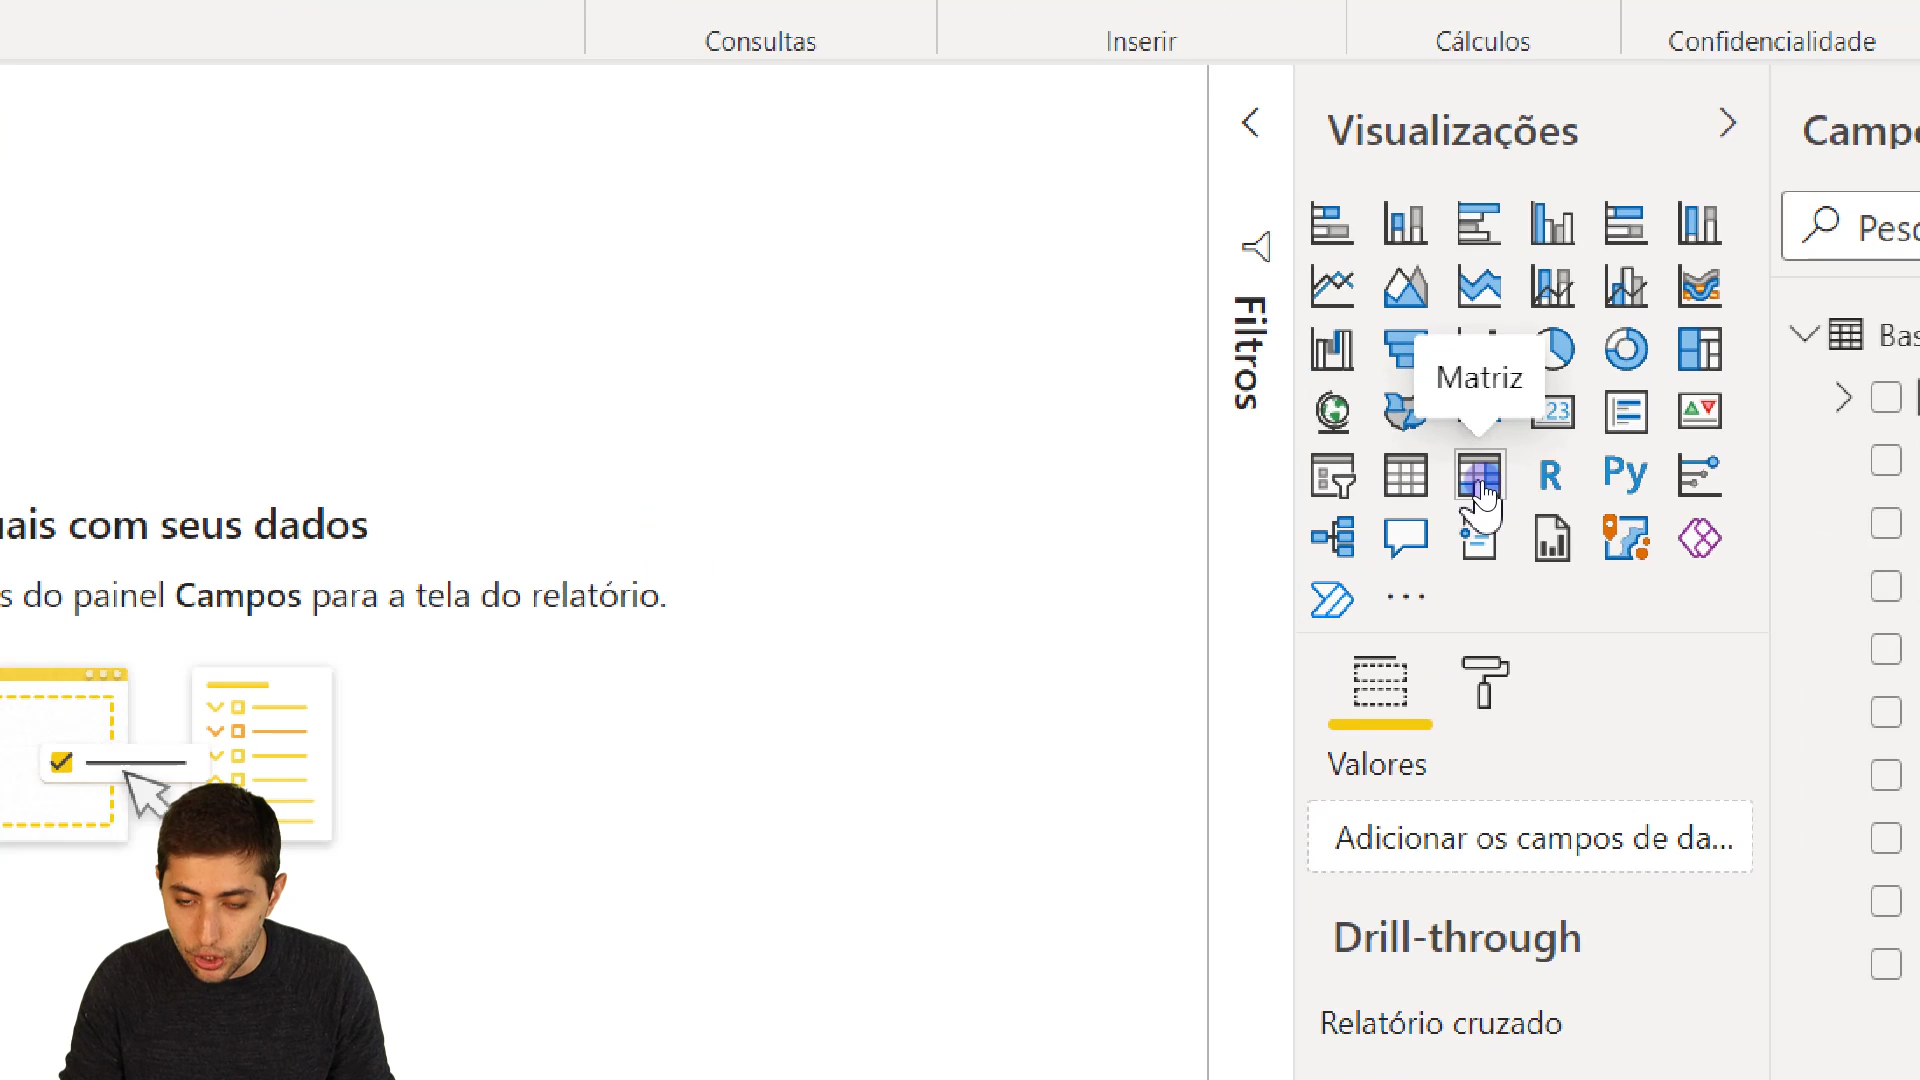 Consultas
Inserir
Cálculos
Confidencialidade
Visualizações
Filtros
Matriz
123
R
Py
com seus dados
do painel Campos para a tela do relatório.
Valores
Adicionar os campos de da...
Drill-through
Relatório cruzado